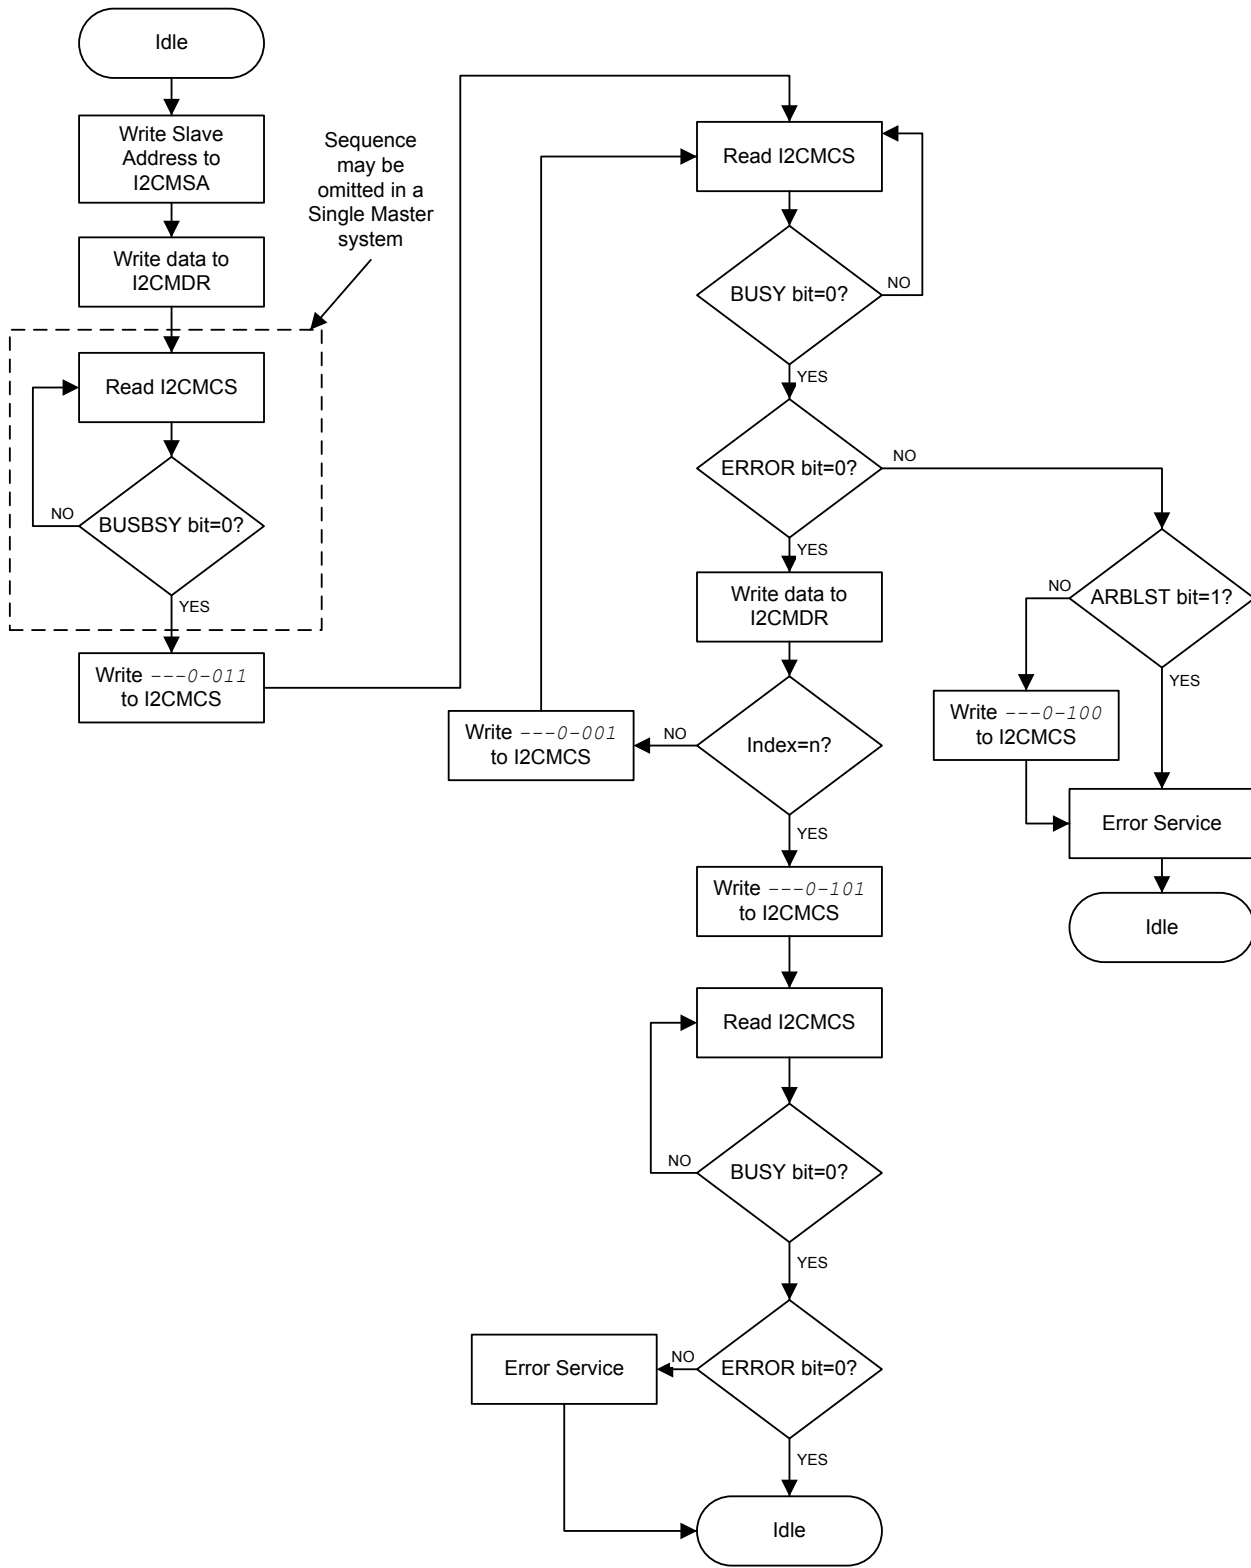 Idle
Write Slave
Address to
I2CMSA
Sequence
may be
omitted in a
Single Master
system
Write data to
I2CMDR
Read I2CMCS
BUSBSY bit=0?
NO
YES
Write ---0-011
to I2CMCS
Read I2CMCS
BUSY bit=0?
NO
YES
ERROR bit=0?
NO
YES
Write data to
I2CMDR
ARBLST bit=1?
NO
YES
Write ---0-100
to I2CMCS
Error Service
Idle
Index=n?
NO
Write ---0-001
to I2CMCS
YES
Write ---0-101
to I2CMCS
Read I2CMCS
BUSY bit=0?
NO
YES
ERROR bit=0?
NO
Error Service
YES
Idle